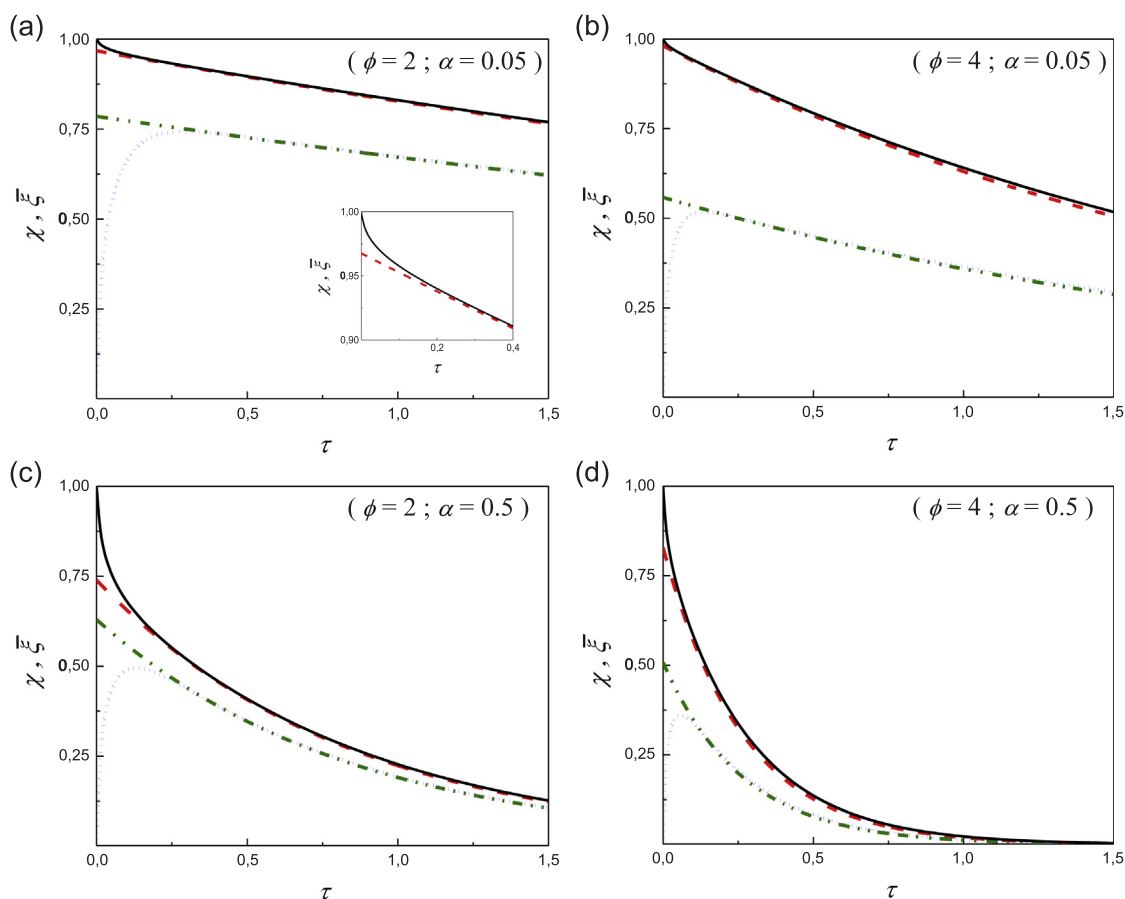 (a)
( ϕ = 2 ; α = 0.05 )
1,00
0,75
0,50
0,25
χ , ξ̄
0,0
0,5
1,0
1,5
τ
1,00
0,95
0,90
χ , ξ̄
0,2
0,4
τ
(b)
( ϕ = 4 ; α = 0.05 )
1,00
0,75
0,50
0,25
χ , ξ̄
0,0
0,5
1,0
1,5
τ
(c)
( ϕ = 2 ; α = 0.5 )
1,00
0,75
0,50
0,25
χ , ξ̄
0,0
0,5
1,0
1,5
τ
(d)
( ϕ = 4 ; α = 0.5 )
1,00
0,75
0,50
0,25
χ , ξ̄
0,0
0,5
1,0
1,5
τ